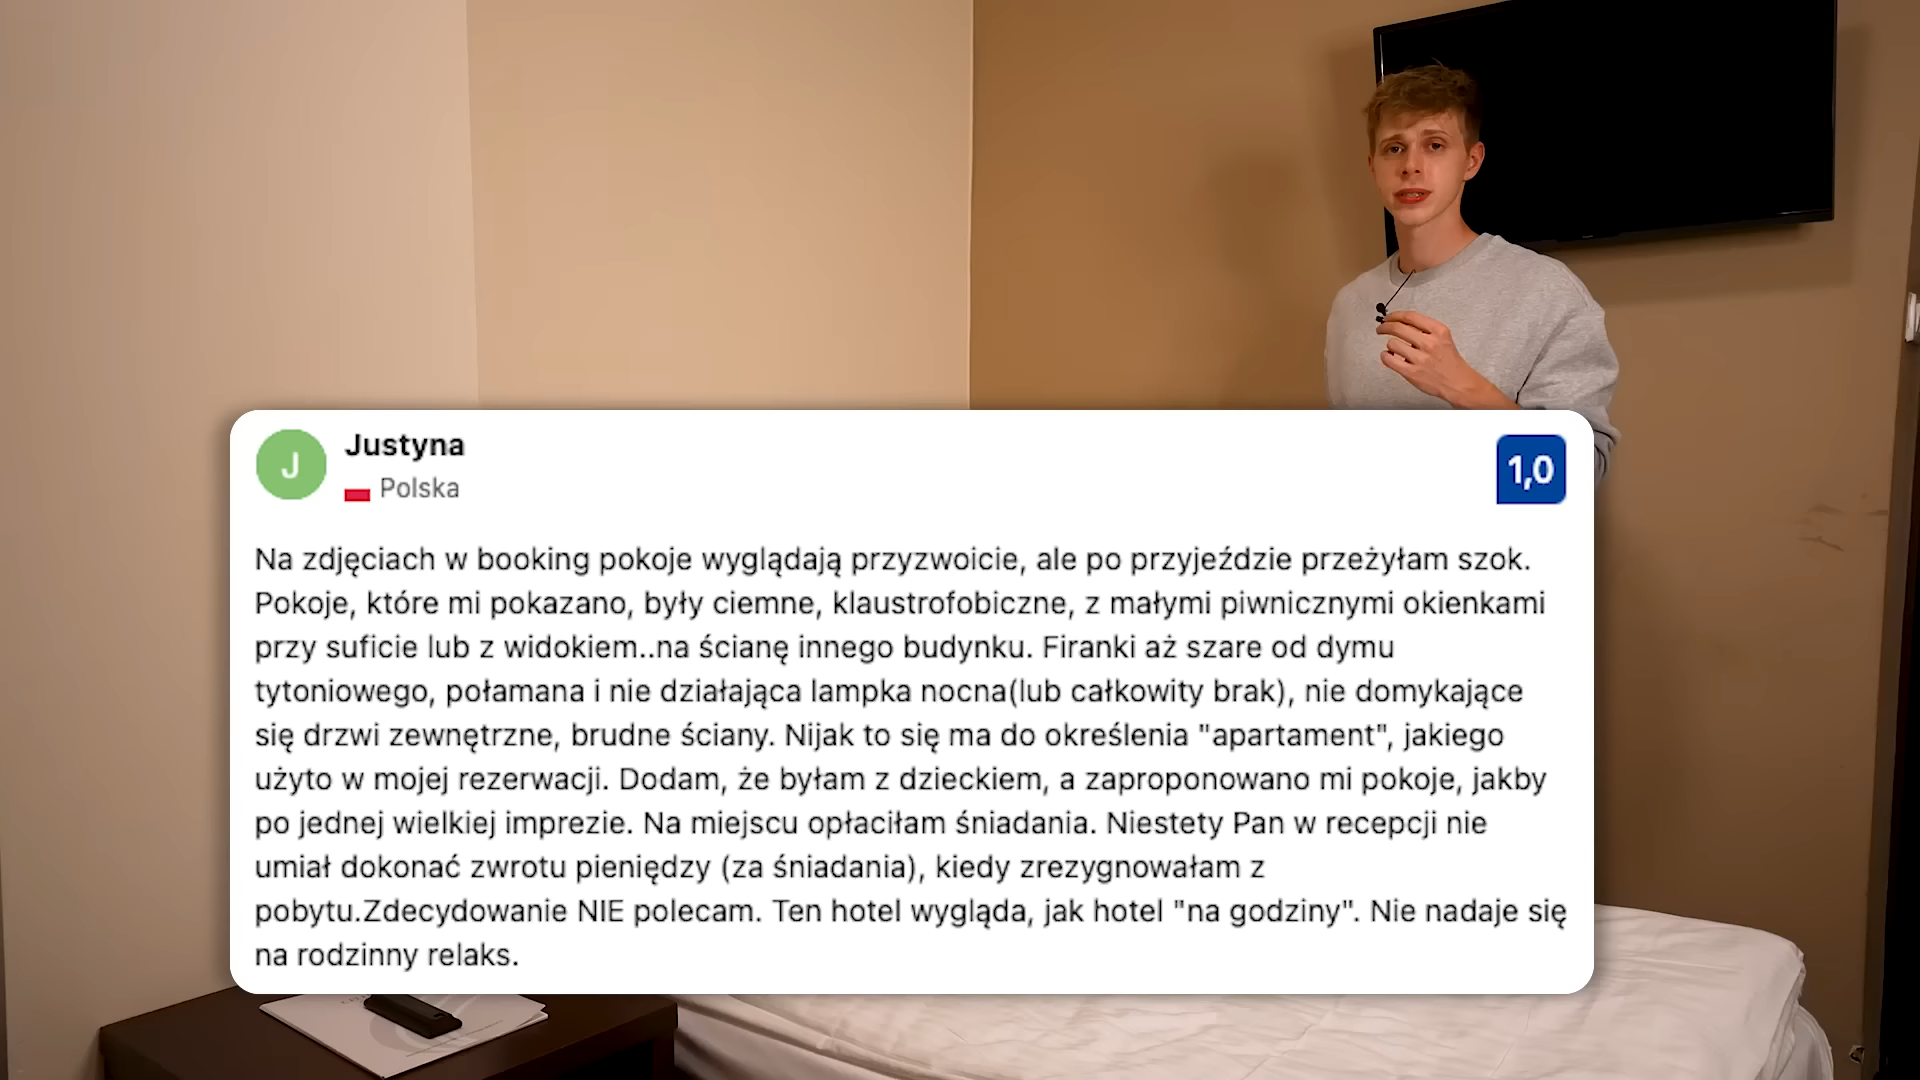 J
Justyna
Polska
1,0
Na zdjęciach w booking pokoje wyglądają przyzwoicie, ale po przyjeździe przeżyłam szok.
Pokoje, które mi pokazano, były ciemne, klaustrofobiczne, z małymi piwnicznymi okienkami
przy suficie lub z widokiem..na ścianę innego budynku. Firanki aż szare od dymu
tytoniowego, połamana i nie działająca lampka nocna(lub całkowity brak), nie domykające
się drzwi zewnętrzne, brudne ściany. Nijak to się ma do określenia "apartament", jakiego
użyto w mojej rezerwacji. Dodam, że byłam z dzieckiem, a zaproponowano mi pokoje, jakby
po jednej wielkiej imprezie. Na miejscu opłaciłam śniadania. Niestety Pan w recepcji nie
umiał dokonać zwrotu pieniędzy (za śniadania), kiedy zrezygnowałam z
pobytu.Zdecydowanie NIE polecam. Ten hotel wygląda, jak hotel "na godziny". Nie nadaje się
na rodzinny relaks.